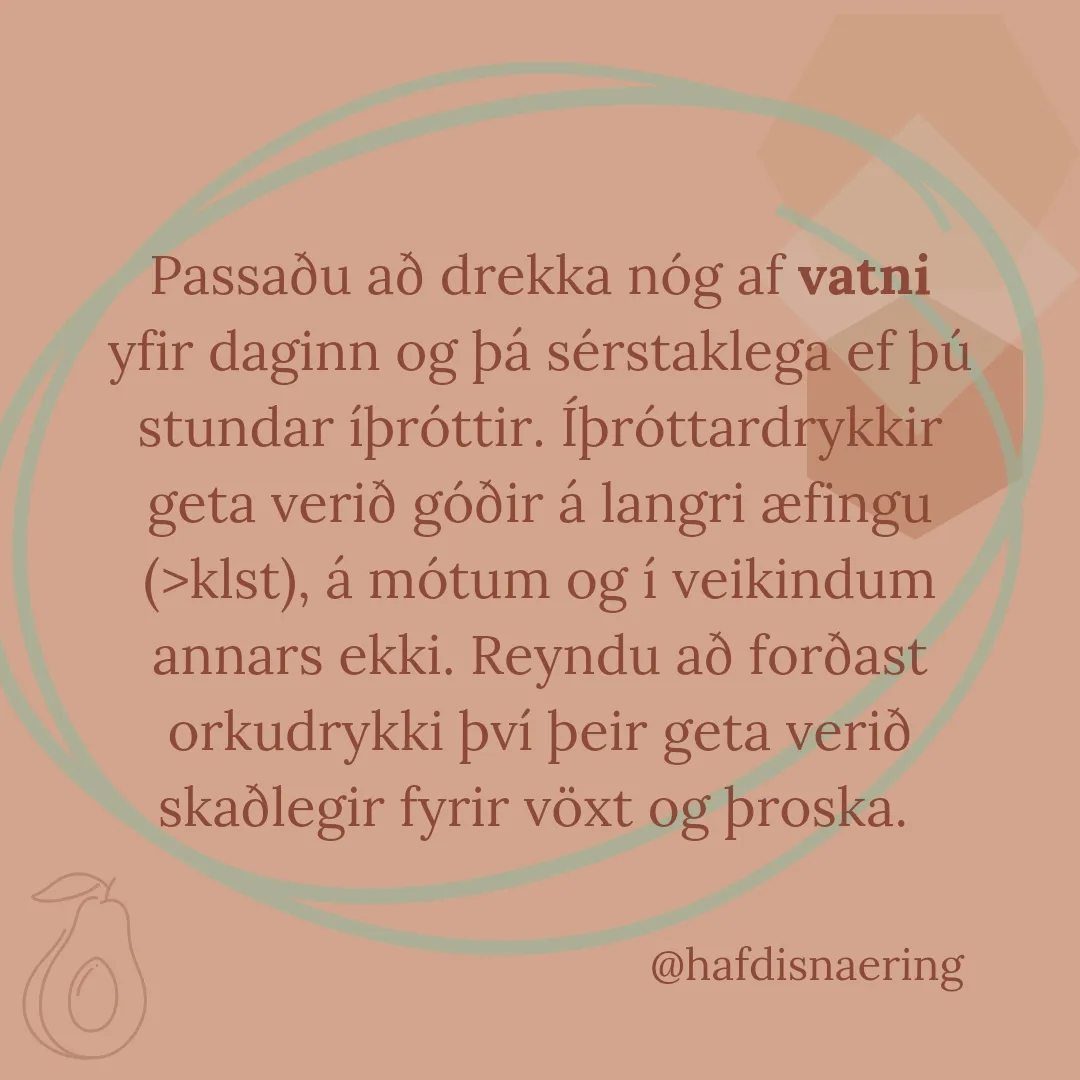 Passaðu að drekka nóg af vatni
yfir daginn og þá sérstaklega ef þú
stundar íþróttir. Íþróttardrykkir
geta verið góðir á langri æfingu
(>klst), á mótum og í veikindum
annars ekki. Reyndu að forðast
orkudrykki því þeir geta verið
skaðlegir fyrir vöxt og þroska.
@hafdisnaering